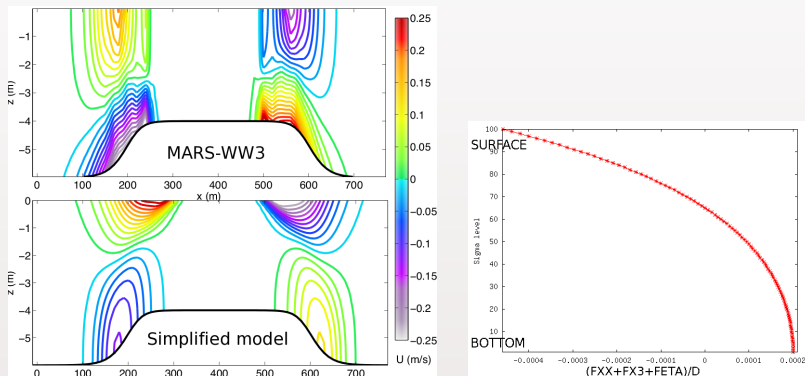 z (m)
−1
−2
−3
−4
−5
MARS-WW3
0 100 200 300 400 500 600 700
x (m)
z (m)
0
−1
−2
−3
−4
−5
Simplified model
0 100 200 300 400 500 600 700
0.25
0.2
0.15
0.1
0.05
0
−0.05
−0.1
−0.15
−0.2
−0.25
U (m/s)
Sigma level
100
SURFACE
90
80
70
60
50
40
30
20
10
BOTTOM
−0.0004 −0.0003 −0.0002 −0.0001 0 0.0001 0.0002
(FXX+FX3+FETA)/D